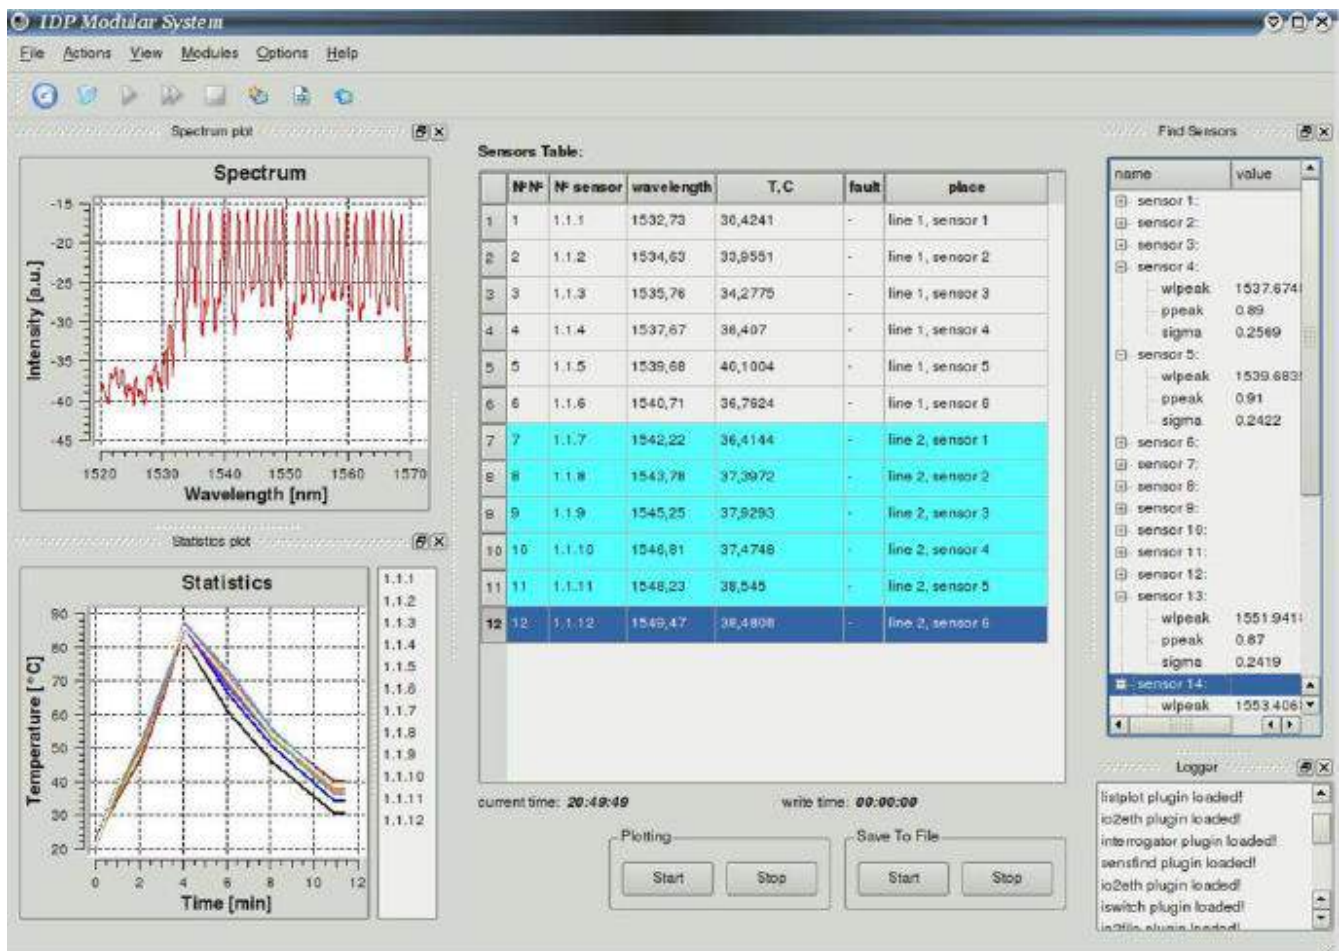 IDP Modular System
File Actions View Modules Options Help
Spectrum plot
Spectrum
Intensity [a.u.]
-15
-20
-25
-30
-35
-40
-45
1520 1530 1540 1550 1560 1570
Wavelength [nm]
Statistics plot
Statistics
Temperature [°C]
90
80
70
60
50
40
30
20
0 2 4 6 8 10 12
Time [min]
1.1.1
1.1.2
1.1.3
1.1.4
1.1.5
1.1.6
1.1.7
1.1.8
1.1.9
1.1.10
1.1.11
1.1.12
Sensors Table:
№№ № sensor wavelength T, C fault place
1 1 1.1.1 1532,73 - line 1, sensor 1
2 2 1.1.2 1534,63 33,9551 - line 1, sensor 2
3 3 1.1.3 1535,76 34,2775 - line 1, sensor 3
4 4 1.1.4 1537,67 36,407 - line 1, sensor 4
5 5 1.1.5 1539,68 40,1004 - line 1, sensor 5
6 6 1.1.6 1540,71 36,7624 - line 1, sensor 6
7 7 1.1.7 1542,22 36,4144 - line 2, sensor 1
8 8 1.1.8 1543,78 37,3972 - line 2, sensor 2
9 9 1.1.9 1545,25 37,9293 - line 2, sensor 3
10 10 1.1.10 1546,81 37,4748 - line 2, sensor 4
11 11 1.1.11 1548,23 38,545 - line 2, sensor 5
12 12 1.1.12 1549,47 38,4808 - line 2, sensor 6
current time: 20:49:49 write time: 00:00:00
Plotting
Start Stop
Save To File
Start Stop
Find Sensors
name value
sensor 1:
sensor 2:
sensor 3:
sensor 4:
wlpeak 1537.674
ppeak 0.89
sigma 0.2569
sensor 5:
wlpeak 1539.683
ppeak 0.91
sigma 0.2422
sensor 6:
sensor 7:
sensor 8:
sensor 9:
sensor 10:
sensor 11:
sensor 12:
sensor 13:
wlpeak 1551.941
ppeak 0.87
sigma 0.2419
sensor 14:
wlpeak 1553.406
Logger
listplot plugin loaded!
io2eth plugin loaded!
interrogator plugin loaded!
sensfind plugin loaded!
io2eth plugin loaded!
iswitch plugin loaded!
io2file plugin loaded!